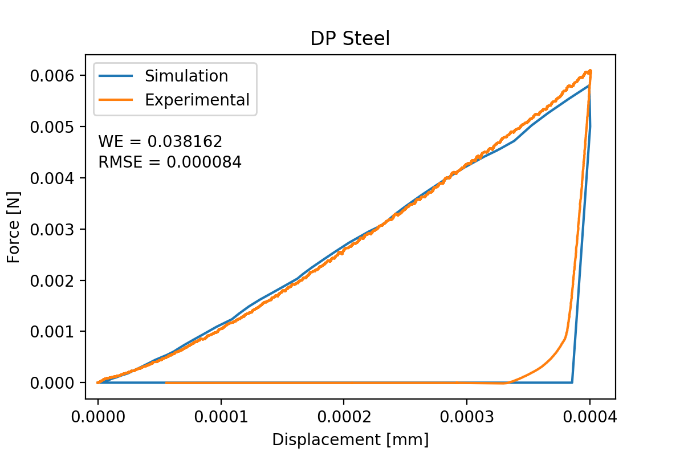 DP Steel
Simulation
Experimental
WE = 0.038162
RMSE = 0.000084
Force [N]
0.006
0.005
0.004
0.003
0.002
0.001
0.000
0.0000 0.0001 0.0002 0.0003 0.0004
Displacement [mm]